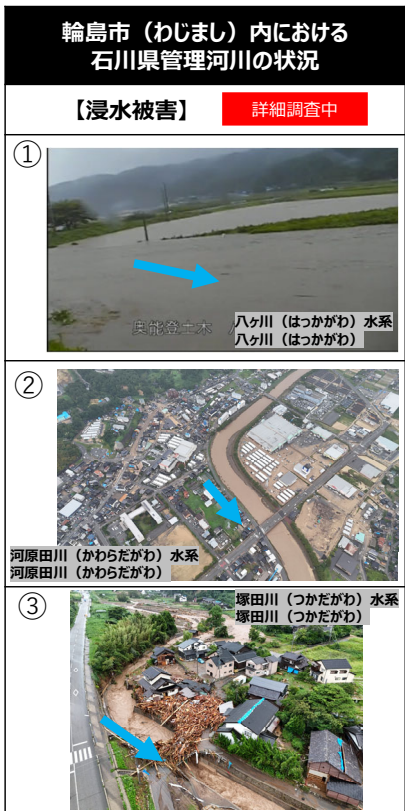 輪島市（わじまし）内における
石川県管理河川の状況
【浸水被害】 詳細調査中
①
奥能登土木
八ヶ川（はっかがわ）水系
八ヶ川（はっかがわ）
②
河原田川（かわらだがわ）水系
河原田川（かわらだがわ）
③
塚田川（つかだがわ）水系
塚田川（つかだがわ）